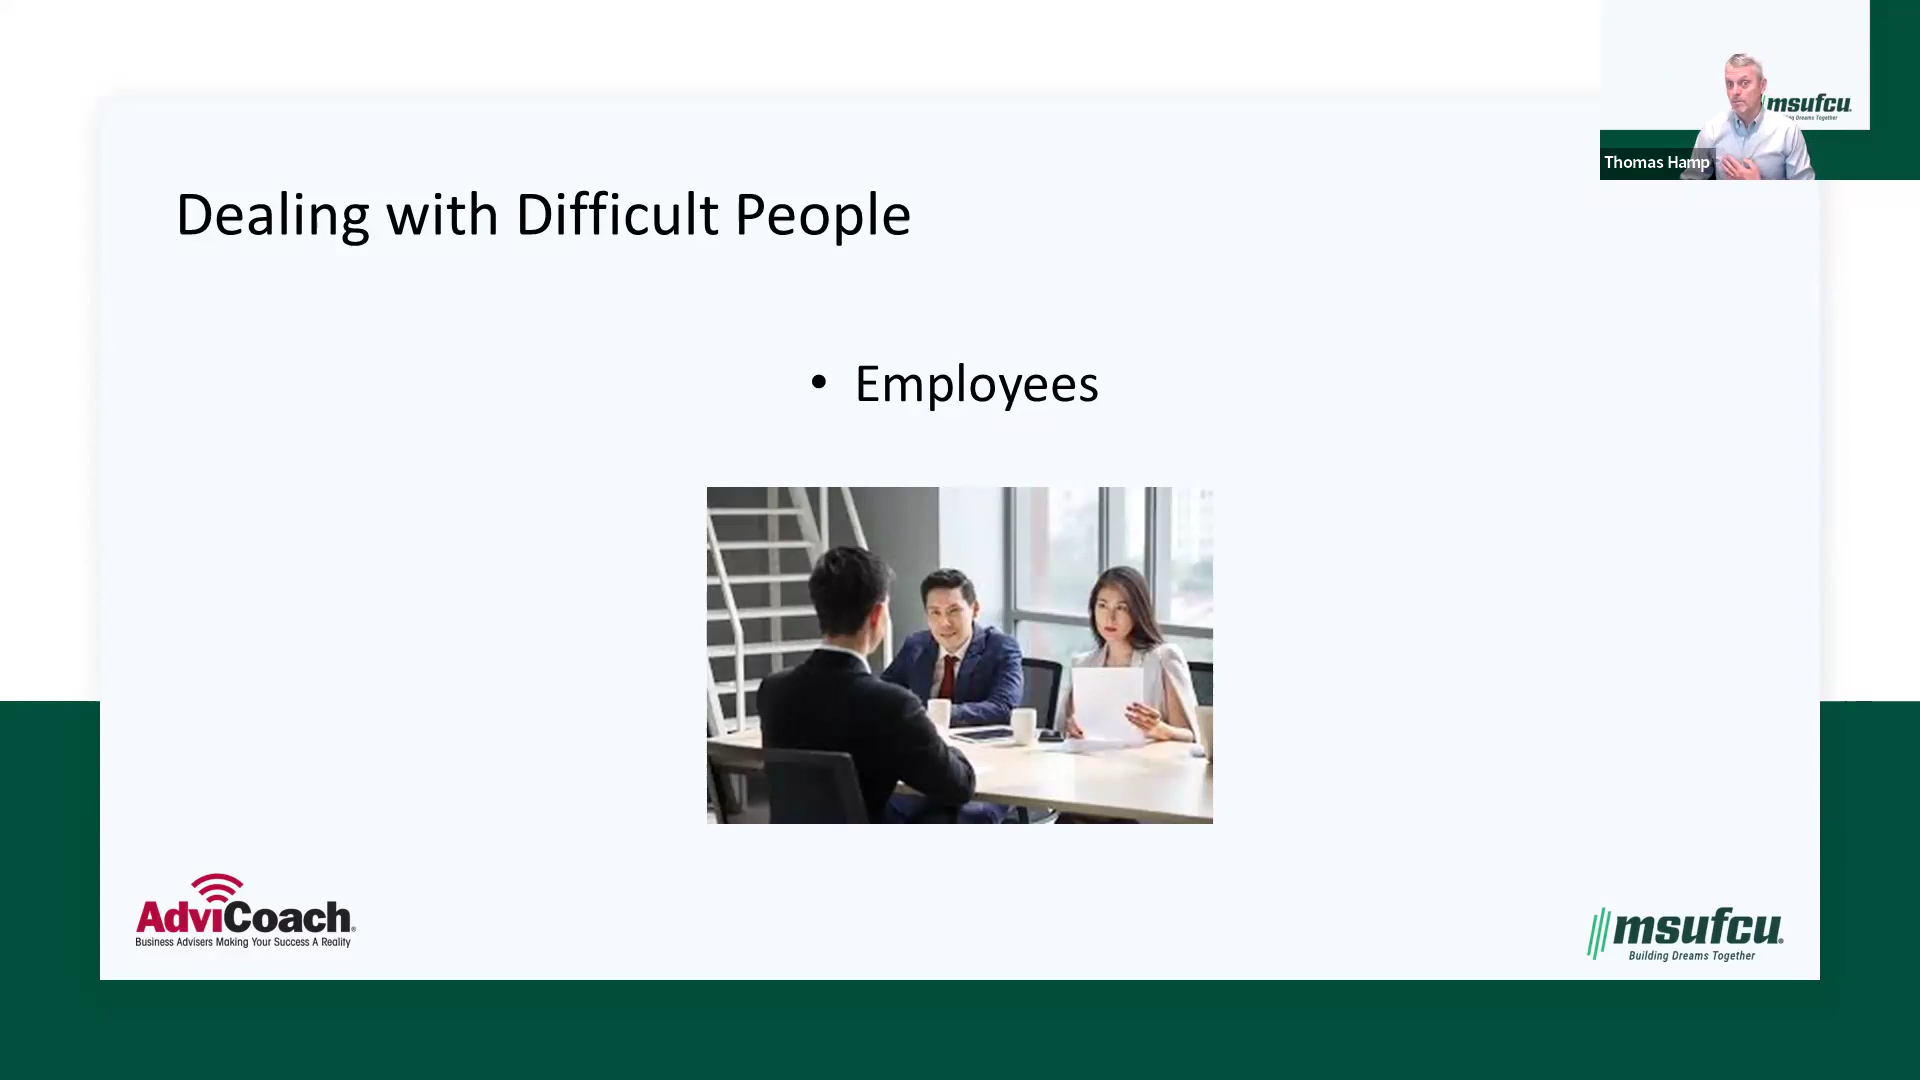 msufcu
Thomas Hamp
Dealing with Difficult People
• Employees
AdviCoach®
Business Advisers Making Your Success A Reality
msufcu®
Building Dreams Together